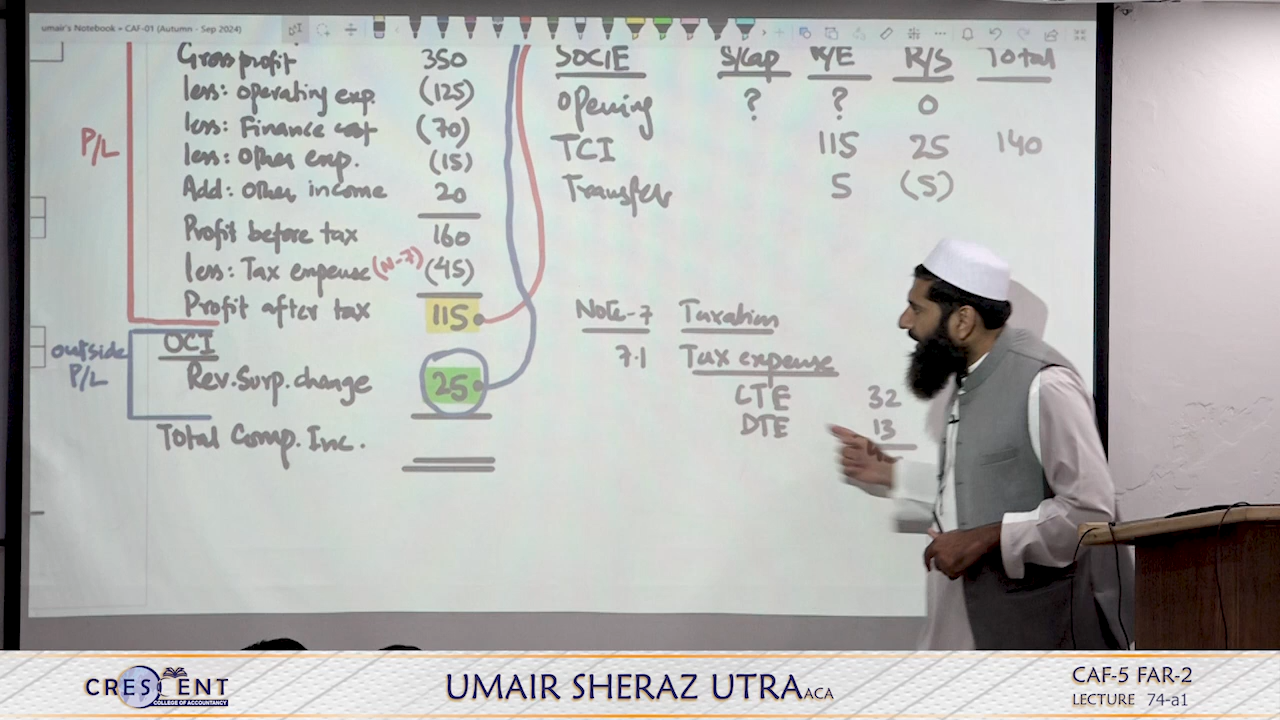 umair's Notebook » CAF-01 (Autumn - Sep 2024)
Gross profit 350
less: operating exp. (125)
less: Finance cost (70)
less: other exp. (15)
Add: other income 20
Profit before tax 160
less: Tax expense (N-7) (45)
Profit after tax 115
OCI
Rev. Surp. change 25
Total Comp. Inc.
P/L
outside
P/L
SOCIE S/Cap R/E R/S Total
Opening ? ? 0
TCI 115 25 140
Transfer 5 (5)
Note-7 Taxation
7.1 Tax expense
CTE 32
DTE 13
CRESCENT
COLLEGE OF ACCOUNTANCY
UMAIR SHERAZ UTRA ACA
CAF-5 FAR-2
LECTURE 74-a1